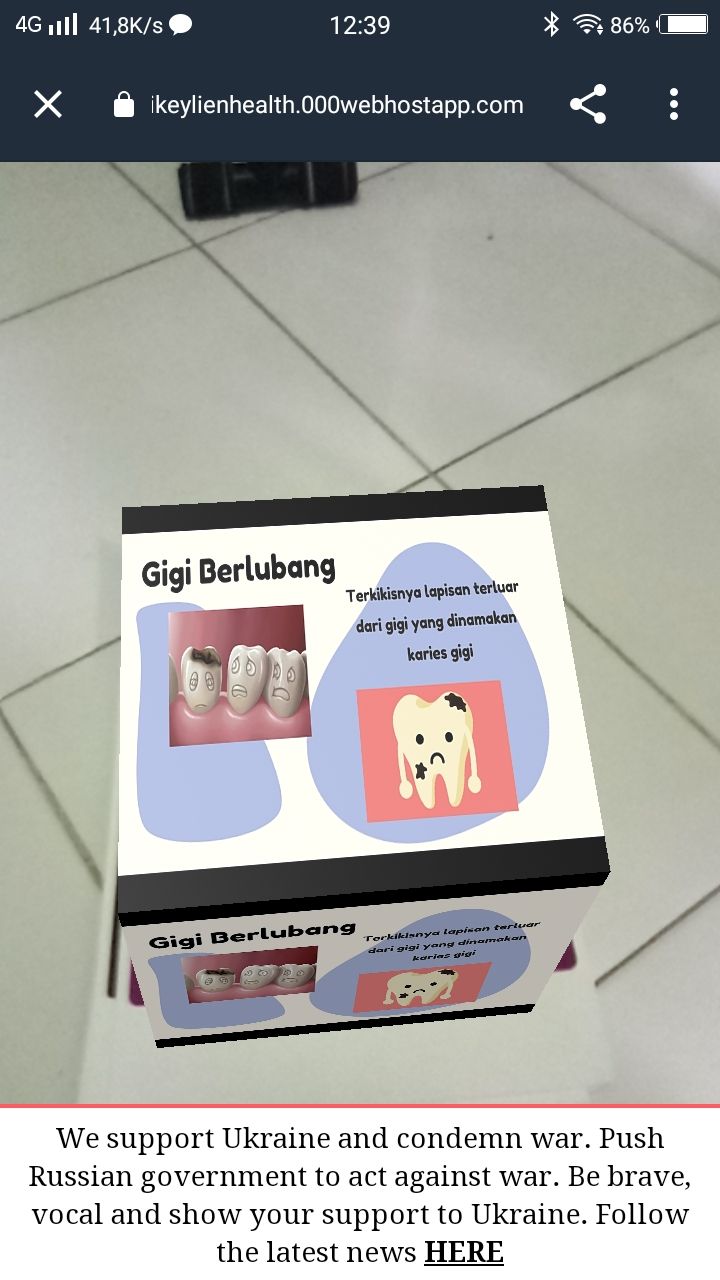 4G 41,8K/s 12:39 86%
ikeylienhealth.000webhostapp.com
Gigi Berlubang
Terkikisnya lapisan terluar
dari gigi yang dinamakan
karies gigi
Gigi Berlubang
Terkikisnya lapisan terluar
dari gigi yang dinamakan
karies gigi
We support Ukraine and condemn war. Push
Russian government to act against war. Be brave,
vocal and show your support to Ukraine. Follow
the latest news HERE